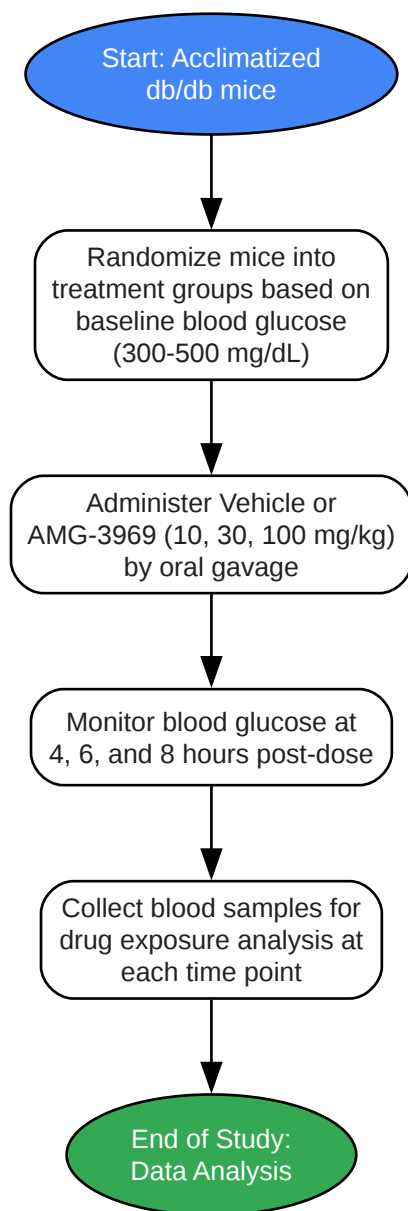 Start: Acclimatized
db/db mice
Randomize mice into
treatment groups based on
baseline blood glucose
(300-500 mg/dL)
Administer Vehicle or
AMG-3969 (10, 30, 100 mg/kg)
by oral gavage
Monitor blood glucose at
4, 6, and 8 hours post-dose
Collect blood samples for
drug exposure analysis at
each time point
End of Study:
Data Analysis